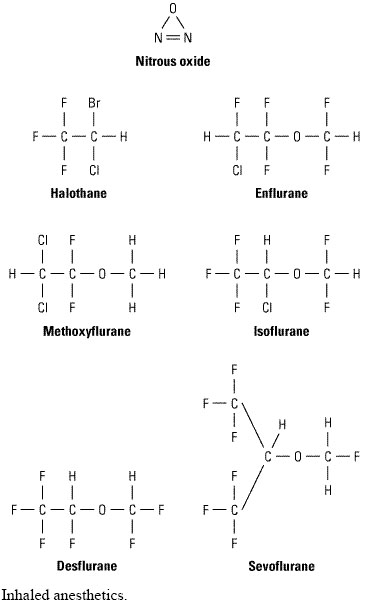 O
N=N
Nitrous oxide
F Br
F—C—C—H
F Cl
Halothane
F F F
H—C—C—O—C—H
Cl F F
Enflurane
Cl F H
H—C—C—O—C—H
Cl F H
Methoxyflurane
F H F
F—C—C—O—C—H
F Cl F
Isoflurane
F H H
F—C—C—O—C—F
F F F
Desflurane
F
F—C
F
H H
C—O—C—F
H
F
F—C
F
Sevoflurane
Inhaled anesthetics.